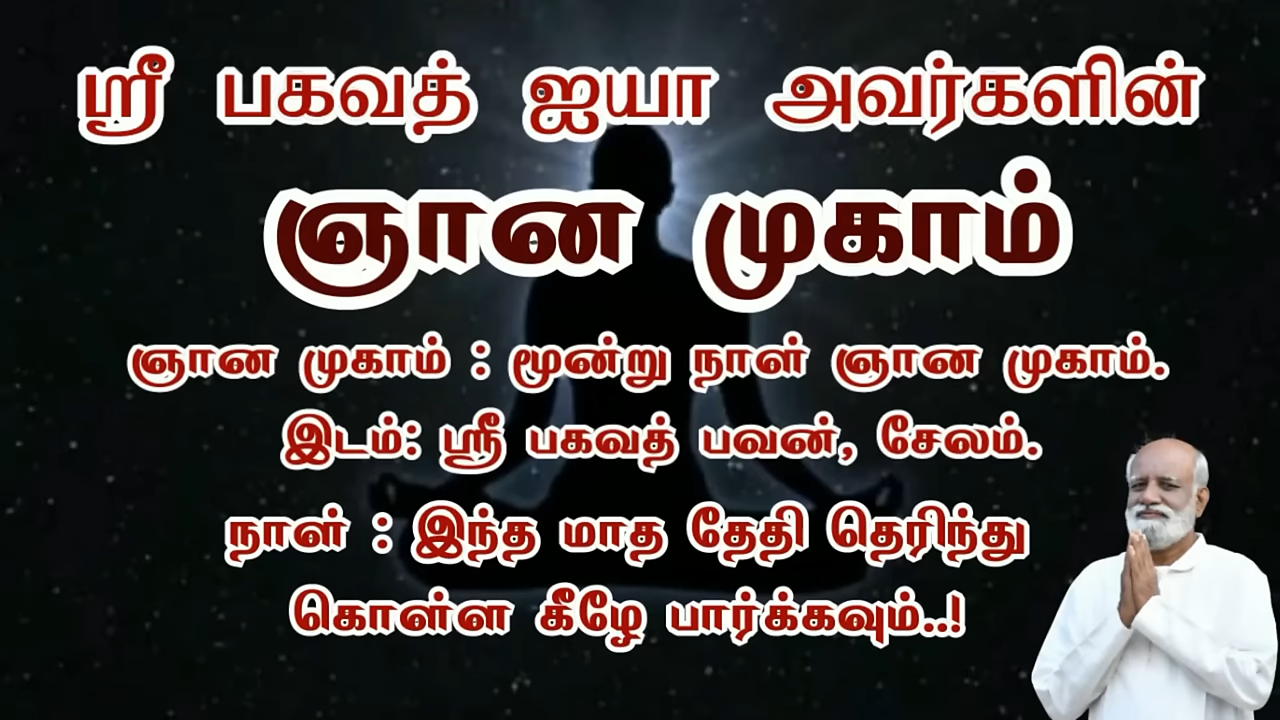 ஸ்ரீ பகவத் ஐயா அவர்களின்
ஞான முகாம்
ஞான முகாம் : மூன்று நாள் ஞான முகாம்.
இடம்: ஸ்ரீ பகவத் பவன், சேலம்.
நாள் : இந்த மாத தேதி தெரிந்து
கொள்ள கீழே பார்க்கவும்..!